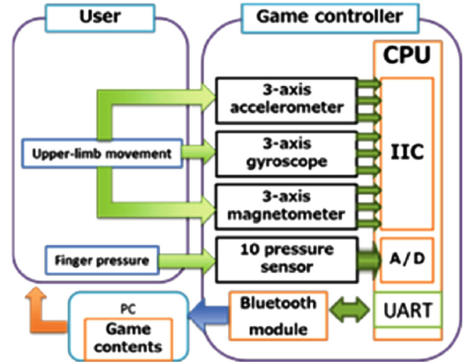 User
Game controller
CPU
3-axis
accelerometer
IIC
Upper-limb movement
3-axis
gyroscope
3-axis
magnetometer
Finger pressure
10 pressure
sensor
A/D
PC
Game
contents
Bluetooth
module
UART